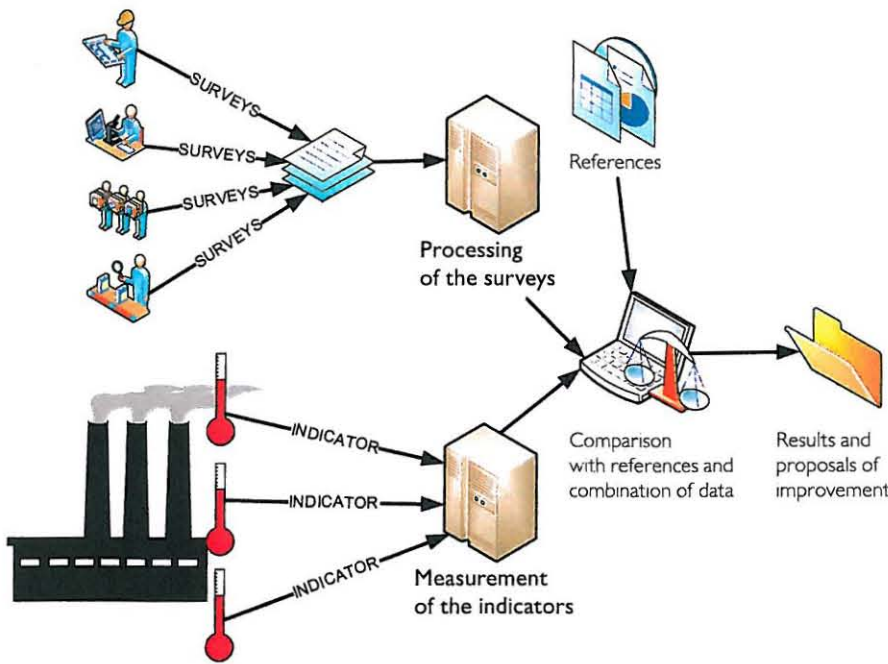 SURVEYS
SURVEYS
SURVEYS
SURVEYS
References
Processing
of the surveys
INDICATOR
INDICATOR
INDICATOR
Comparison
with references and
combination of data
Results and
proposals of
improvement
Measurement
of the indicators